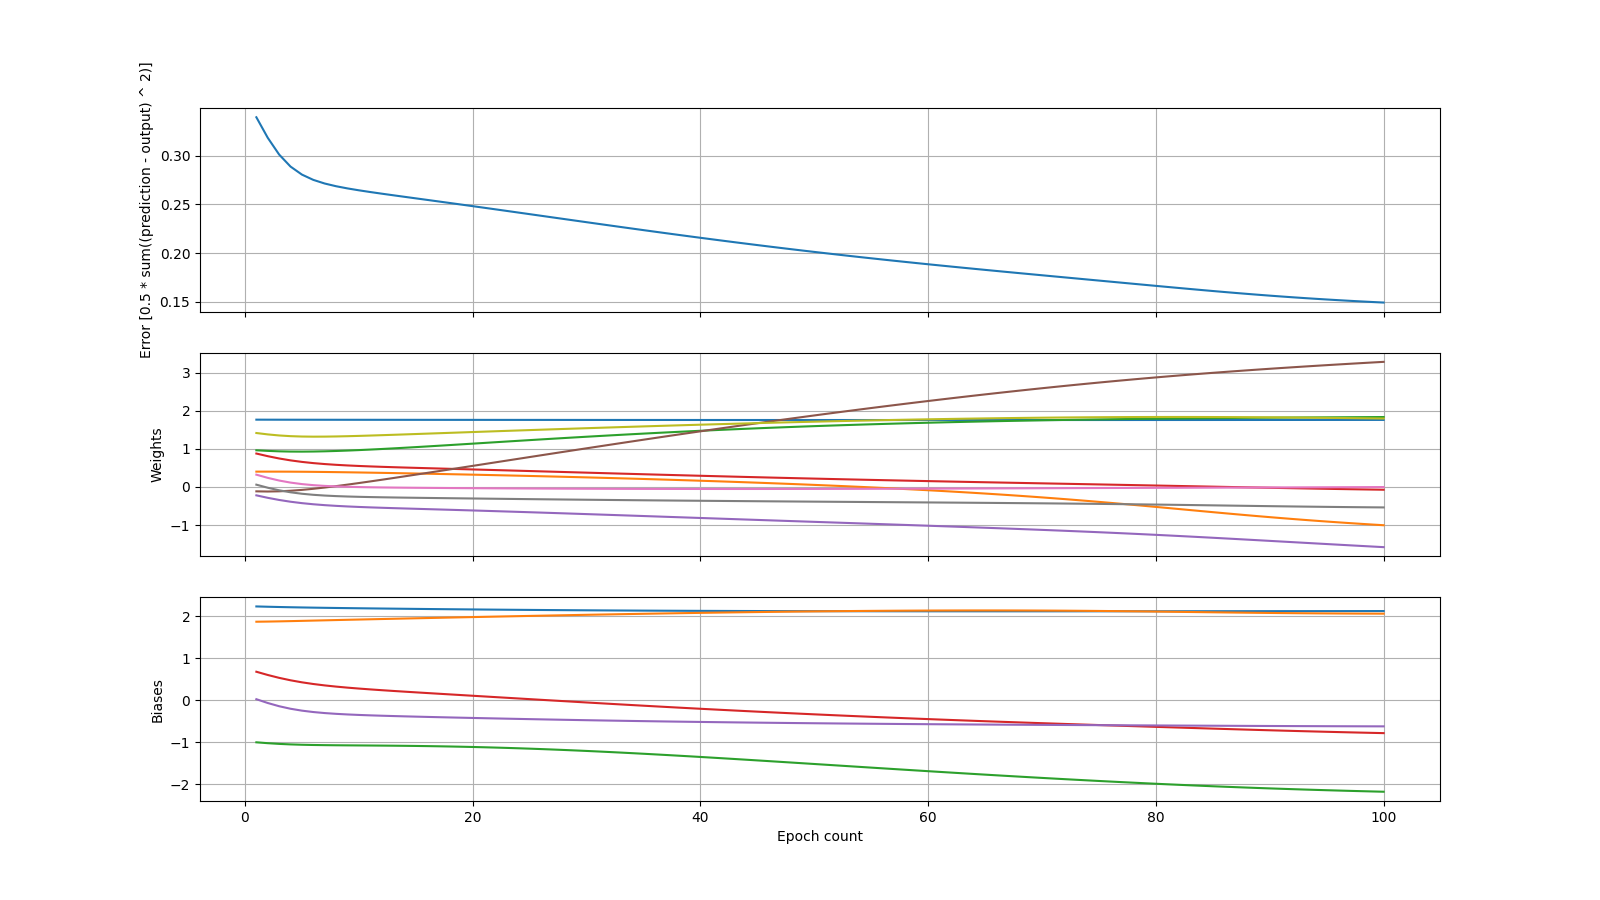 Error [0.5 * sum((prediction - output) ^ 2)]
0.30
0.25
0.20
0.15
Weights
3
2
1
0
−1
Biases
2
1
0
−1
−2
0 20 40 60 80 100
Epoch count